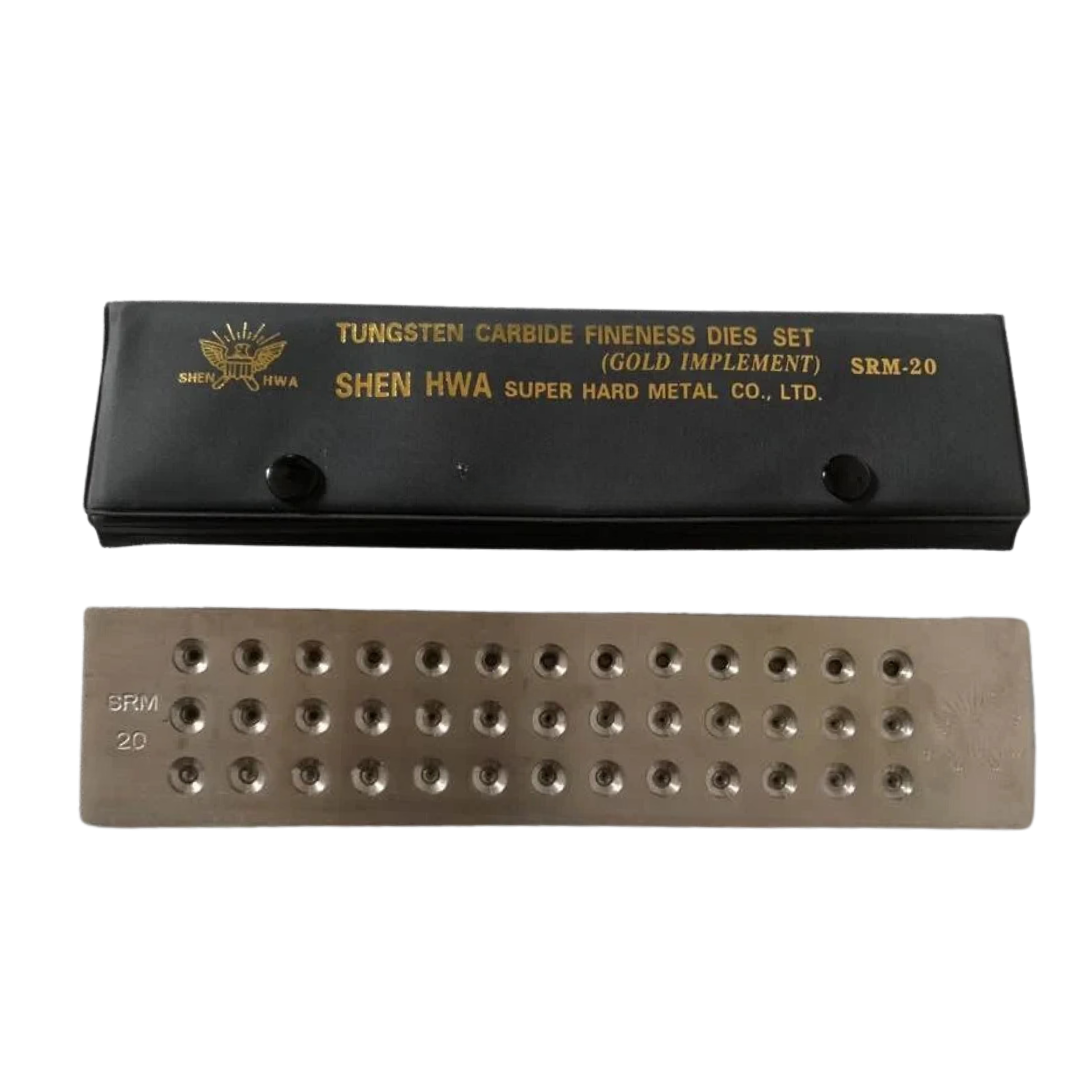 TUNGSTEN CARBIDE FINENESS DIES SET
(GOLD IMPLEMENT) SRM-20
SHEN HWA
SHEN HWA SUPER HARD METAL CO., LTD.
SRM
20